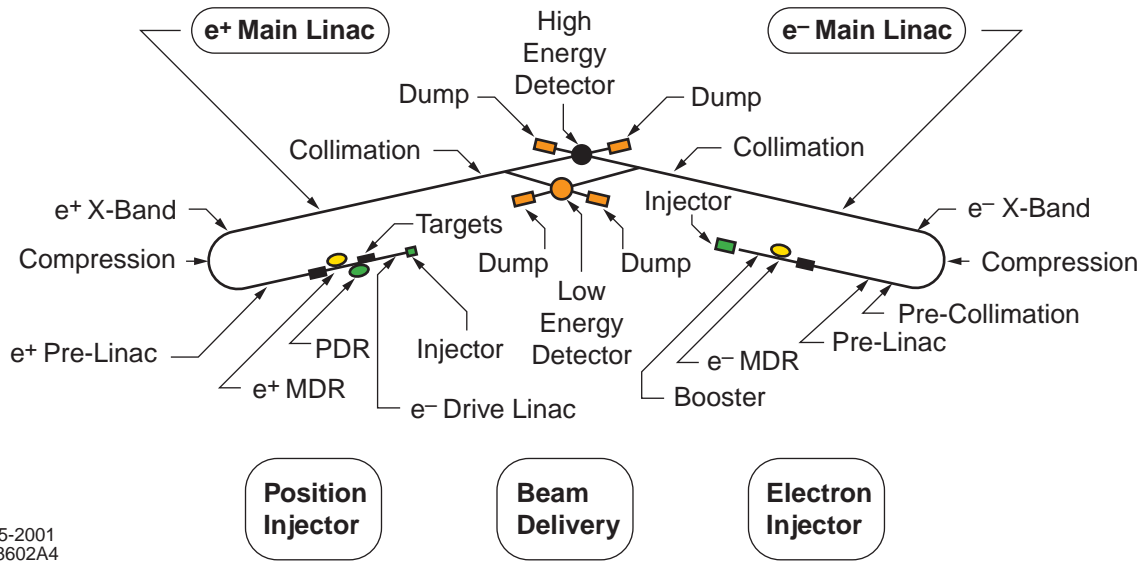 e+ Main Linac
High
Energy
Detector
e– Main Linac
Dump
Dump
Collimation
Collimation
e+ X-Band
Targets
Injector
e– X-Band
Compression
Dump
Dump
Compression
Low
Energy
Detector
Pre-Collimation
e+ Pre-Linac
PDR
Injector
Pre-Linac
e+ MDR
e– MDR
e– Drive Linac
Booster
Position
Injector
Beam
Delivery
Electron
Injector
5-2001
8602A4